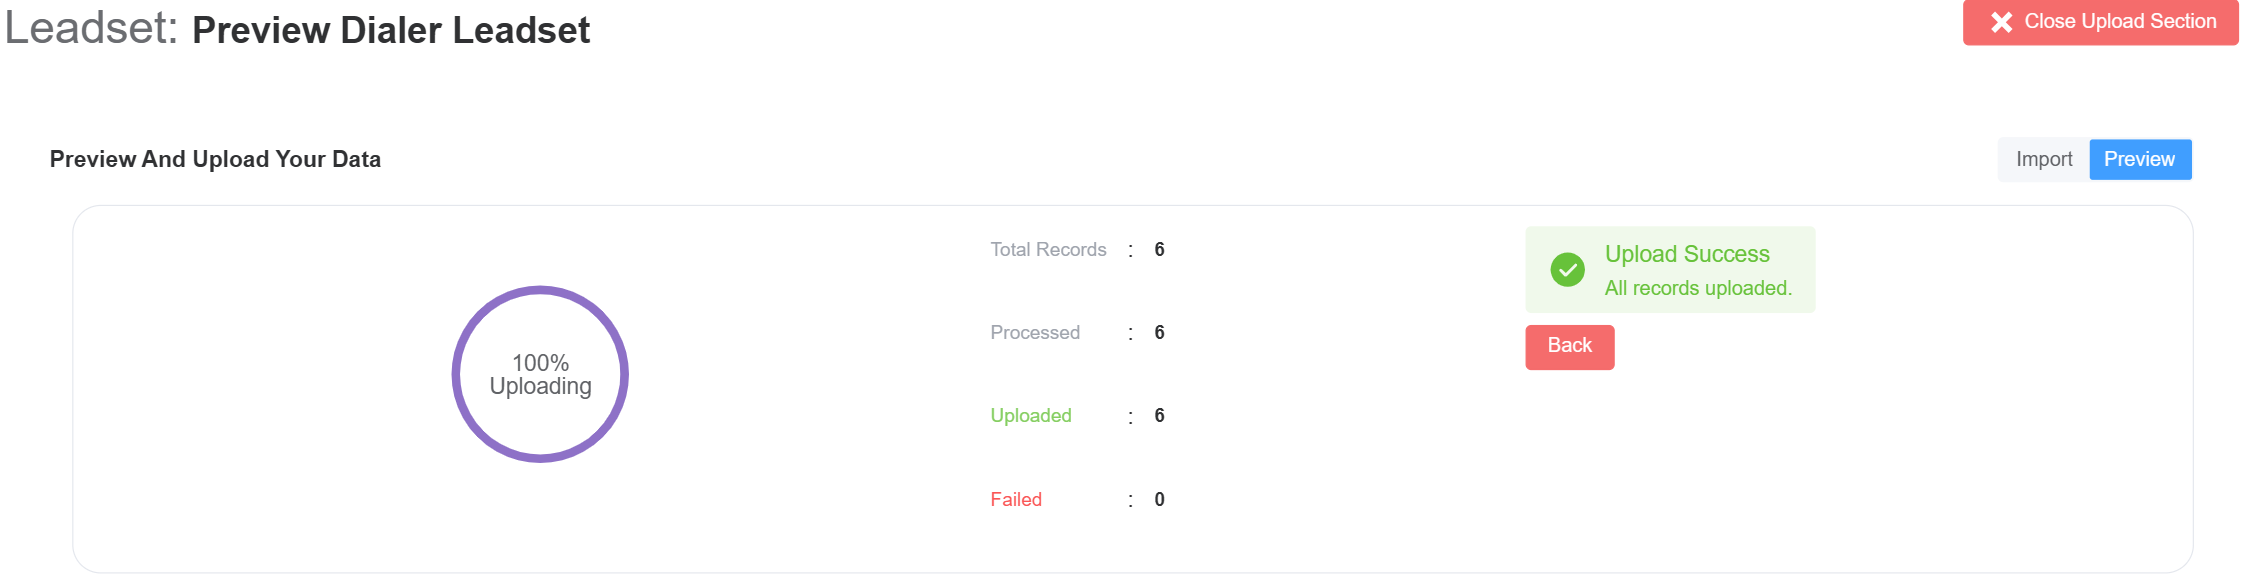 Leadset: Preview Dialer Leadset
Close Upload Section
Preview And Upload Your Data
Import
Preview
100%
Uploading
Total Records : 6
Processed : 6
Uploaded : 6
Failed : 0
Upload Success
All records uploaded.
Back